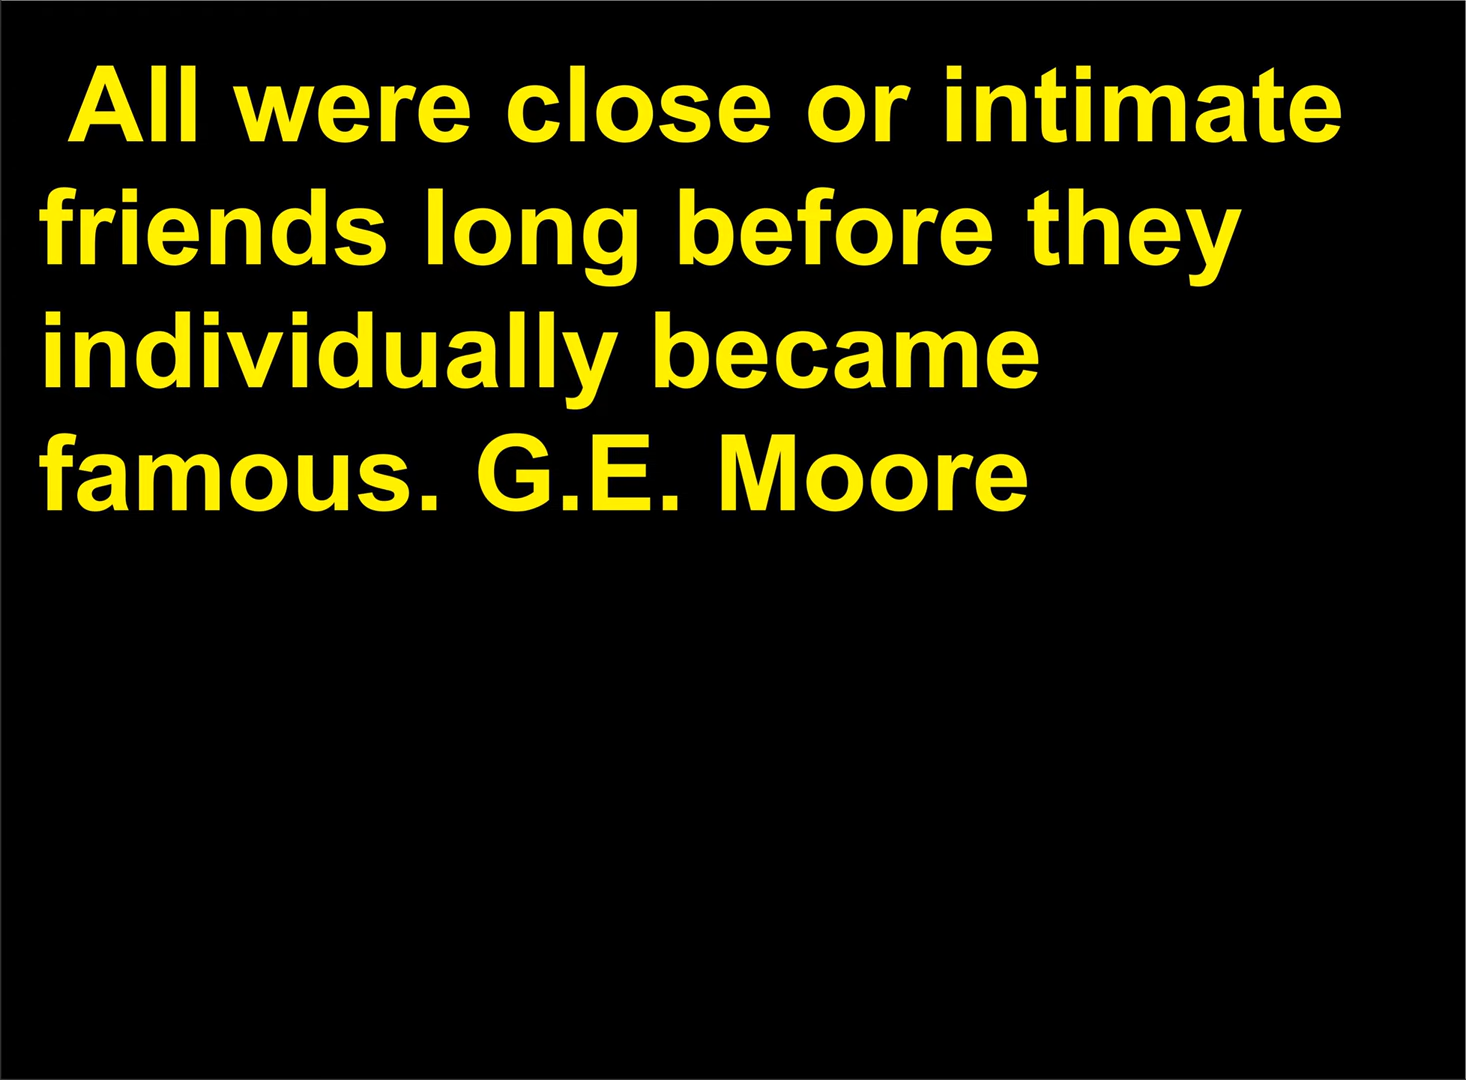 All were close or intimate
friends long before they
individually became
famous. G.E. Moore